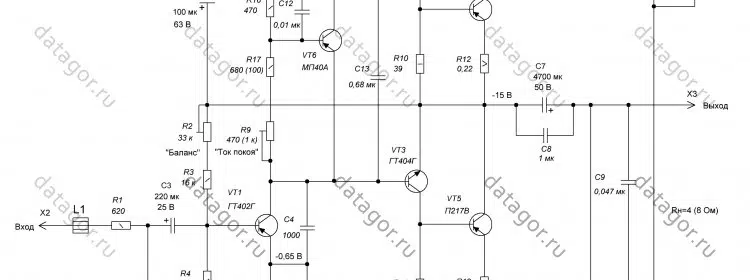 100 мк
63 В
R16
470
C12
0,01 мк
VT6
МП40А
R17
680 (100)
C13
0,68 мк
R10
39
R12
0,22
C7
4700 мк
50 В
-15 В
X3
Выход
C8
1 мк
R2
33 к
"Баланс"
R9
470 (1 к)
"Ток покоя"
R3
16 к
VT3
ГТ404Г
C9
0,047 мк
Rн=4 (8 Ом)
X2
Вход
L1
R1
620
C3
220 мк
25 В
VT1
ГТ402Г
C4
1000
-0,65 В
VT5
П217В
R4
datagor.ru
datagor.ru
datagor.ru
datagor.ru
datagor.ru
datagor.ru
datagor.ru
datagor.ru
datagor.ru
datagor.ru
datagor.ru
datagor.ru